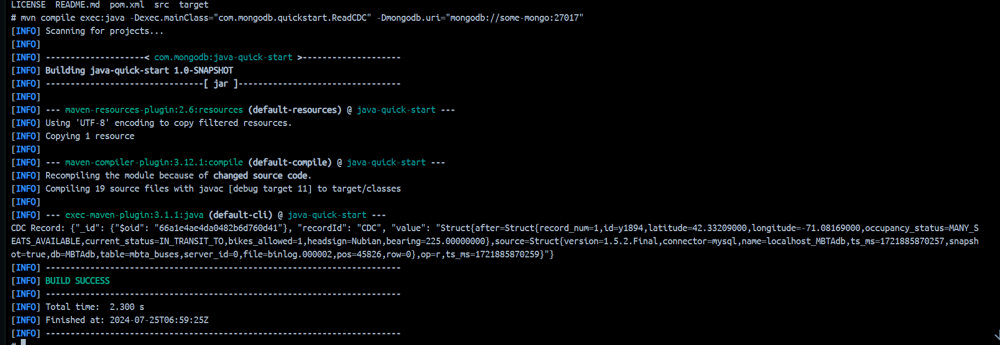 LICENSE  README.md  pom.xml  src  target
# mvn compile exec:java -Dexec.mainClass="com.mongodb.quickstart.ReadCDC" -Dmongodb.uri="mongodb://some-mongo:27017"
[INFO] Scanning for projects...
[INFO]
[INFO] --------------------< com.mongodb:java-quick-start >--------------------
[INFO] Building java-quick-start 1.0-SNAPSHOT
[INFO] --------------------------------[ jar ]---------------------------------
[INFO]
[INFO] --- maven-resources-plugin:2.6:resources (default-resources) @ java-quick-start ---
[INFO] Using 'UTF-8' encoding to copy filtered resources.
[INFO] Copying 1 resource
[INFO]
[INFO] --- maven-compiler-plugin:3.12.1:compile (default-compile) @ java-quick-start ---
[INFO] Recompiling the module because of changed source code.
[INFO] Compiling 19 source files with javac [debug target 11] to target/classes
[INFO]
[INFO] --- exec-maven-plugin:3.1.1:java (default-cli) @ java-quick-start ---
CDC Record: {"_id": {"$oid": "66a1e4ae4da0482b6d760d41"}, "recordId": "CDC", "value": "Struct{after=Struct{record_num=1,id=y1894,latitude=42.33209000,longitude=-71.08169000,occupancy_status=MANY_S
EATS_AVAILABLE,current_status=IN_TRANSIT_TO,bikes_allowed=1,headsign=Nubian,bearing=225.00000000},source=Struct{version=1.5.2.Final,connector=mysql,name=localhost_MBTAdb,ts_ms=1721885870257,snapsh
ot=true,db=MBTAdb,table=mbta_buses,server_id=0,file=binlog.000002,pos=45826,row=0},op=r,ts_ms=1721885870259}"}
[INFO] ------------------------------------------------------------------------
[INFO] BUILD SUCCESS
[INFO] ------------------------------------------------------------------------
[INFO] Total time:  2.300 s
[INFO] Finished at: 2024-07-25T06:59:25Z
[INFO] ------------------------------------------------------------------------
#